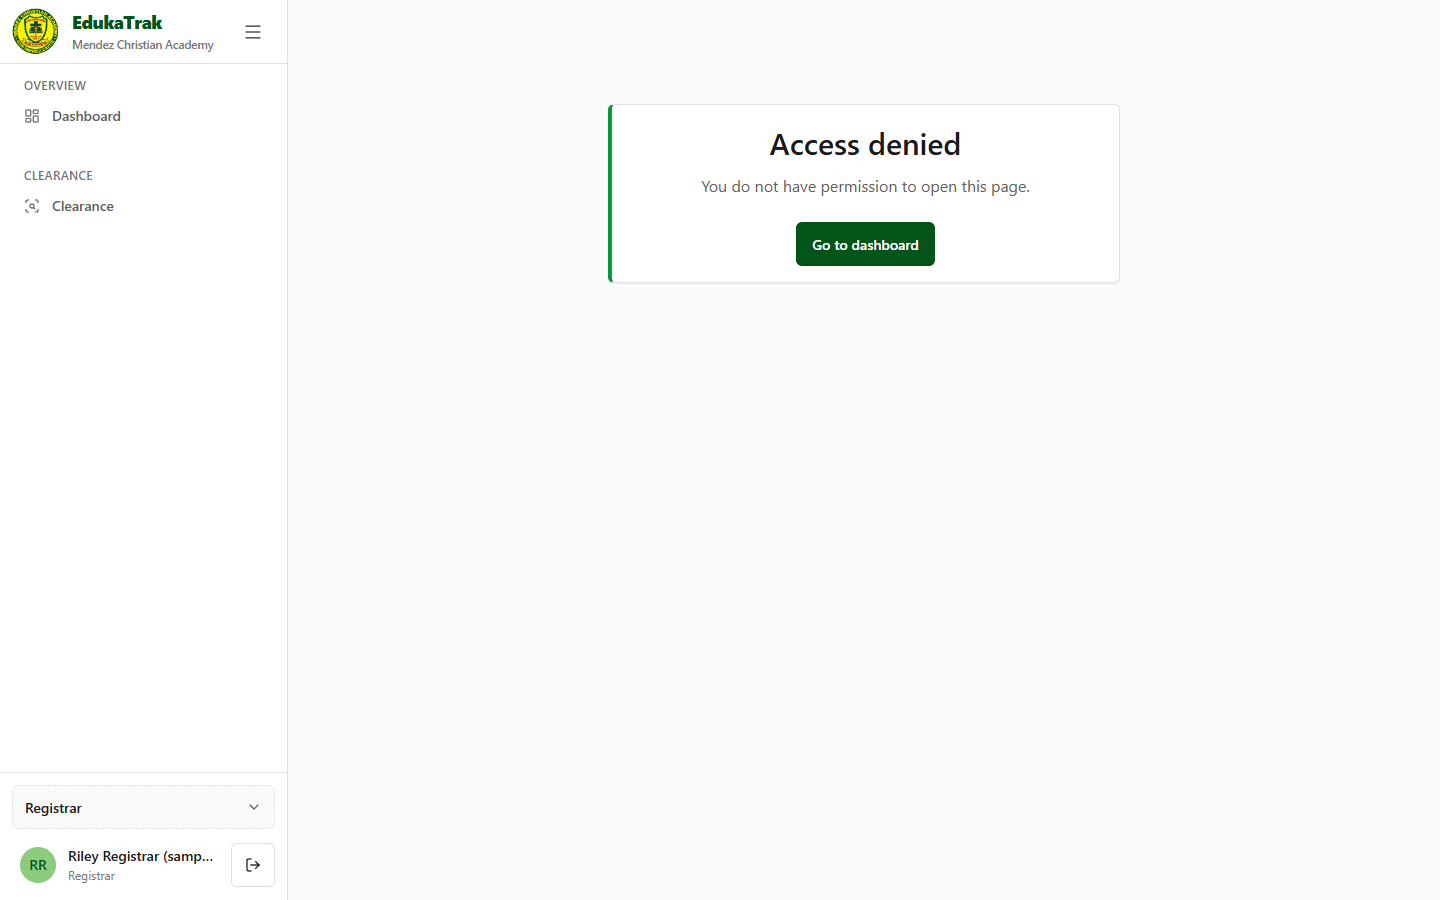 EdukaTrak
Mendez Christian Academy
OVERVIEW
Dashboard
CLEARANCE
Clearance
Access denied
You do not have permission to open this page.
Go to dashboard
Registrar
RR
Riley Registrar (samp...
Registrar